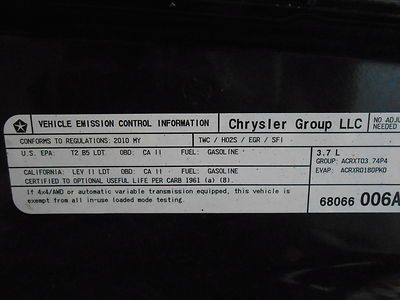 VEHICLE EMISSION CONTROL INFORMATION Chrysler Group LLC NO ADJ
NEEDED
CONFORMS TO REGULATIONS: 2010 MY TWC / HO2S / EGR / SFI
U.S. EPA: T2 B5 LDT OBD: CA II FUEL: GASOLINE
3.7 L
GROUP: ACRXT03.74P4
CALIFORNIA: LEV II LDT OBD: CA II FUEL: GASOLINE
EVAP: ACRXR0180PK0
CERTIFIED TO OPTIONAL USEFUL LIFE PER CARB 1961 (a) (8).
If 4x4/AWD or automatic variable transmission equipped, this vehicle is
exempt from all in-use loaded mode testing.
68066 006A